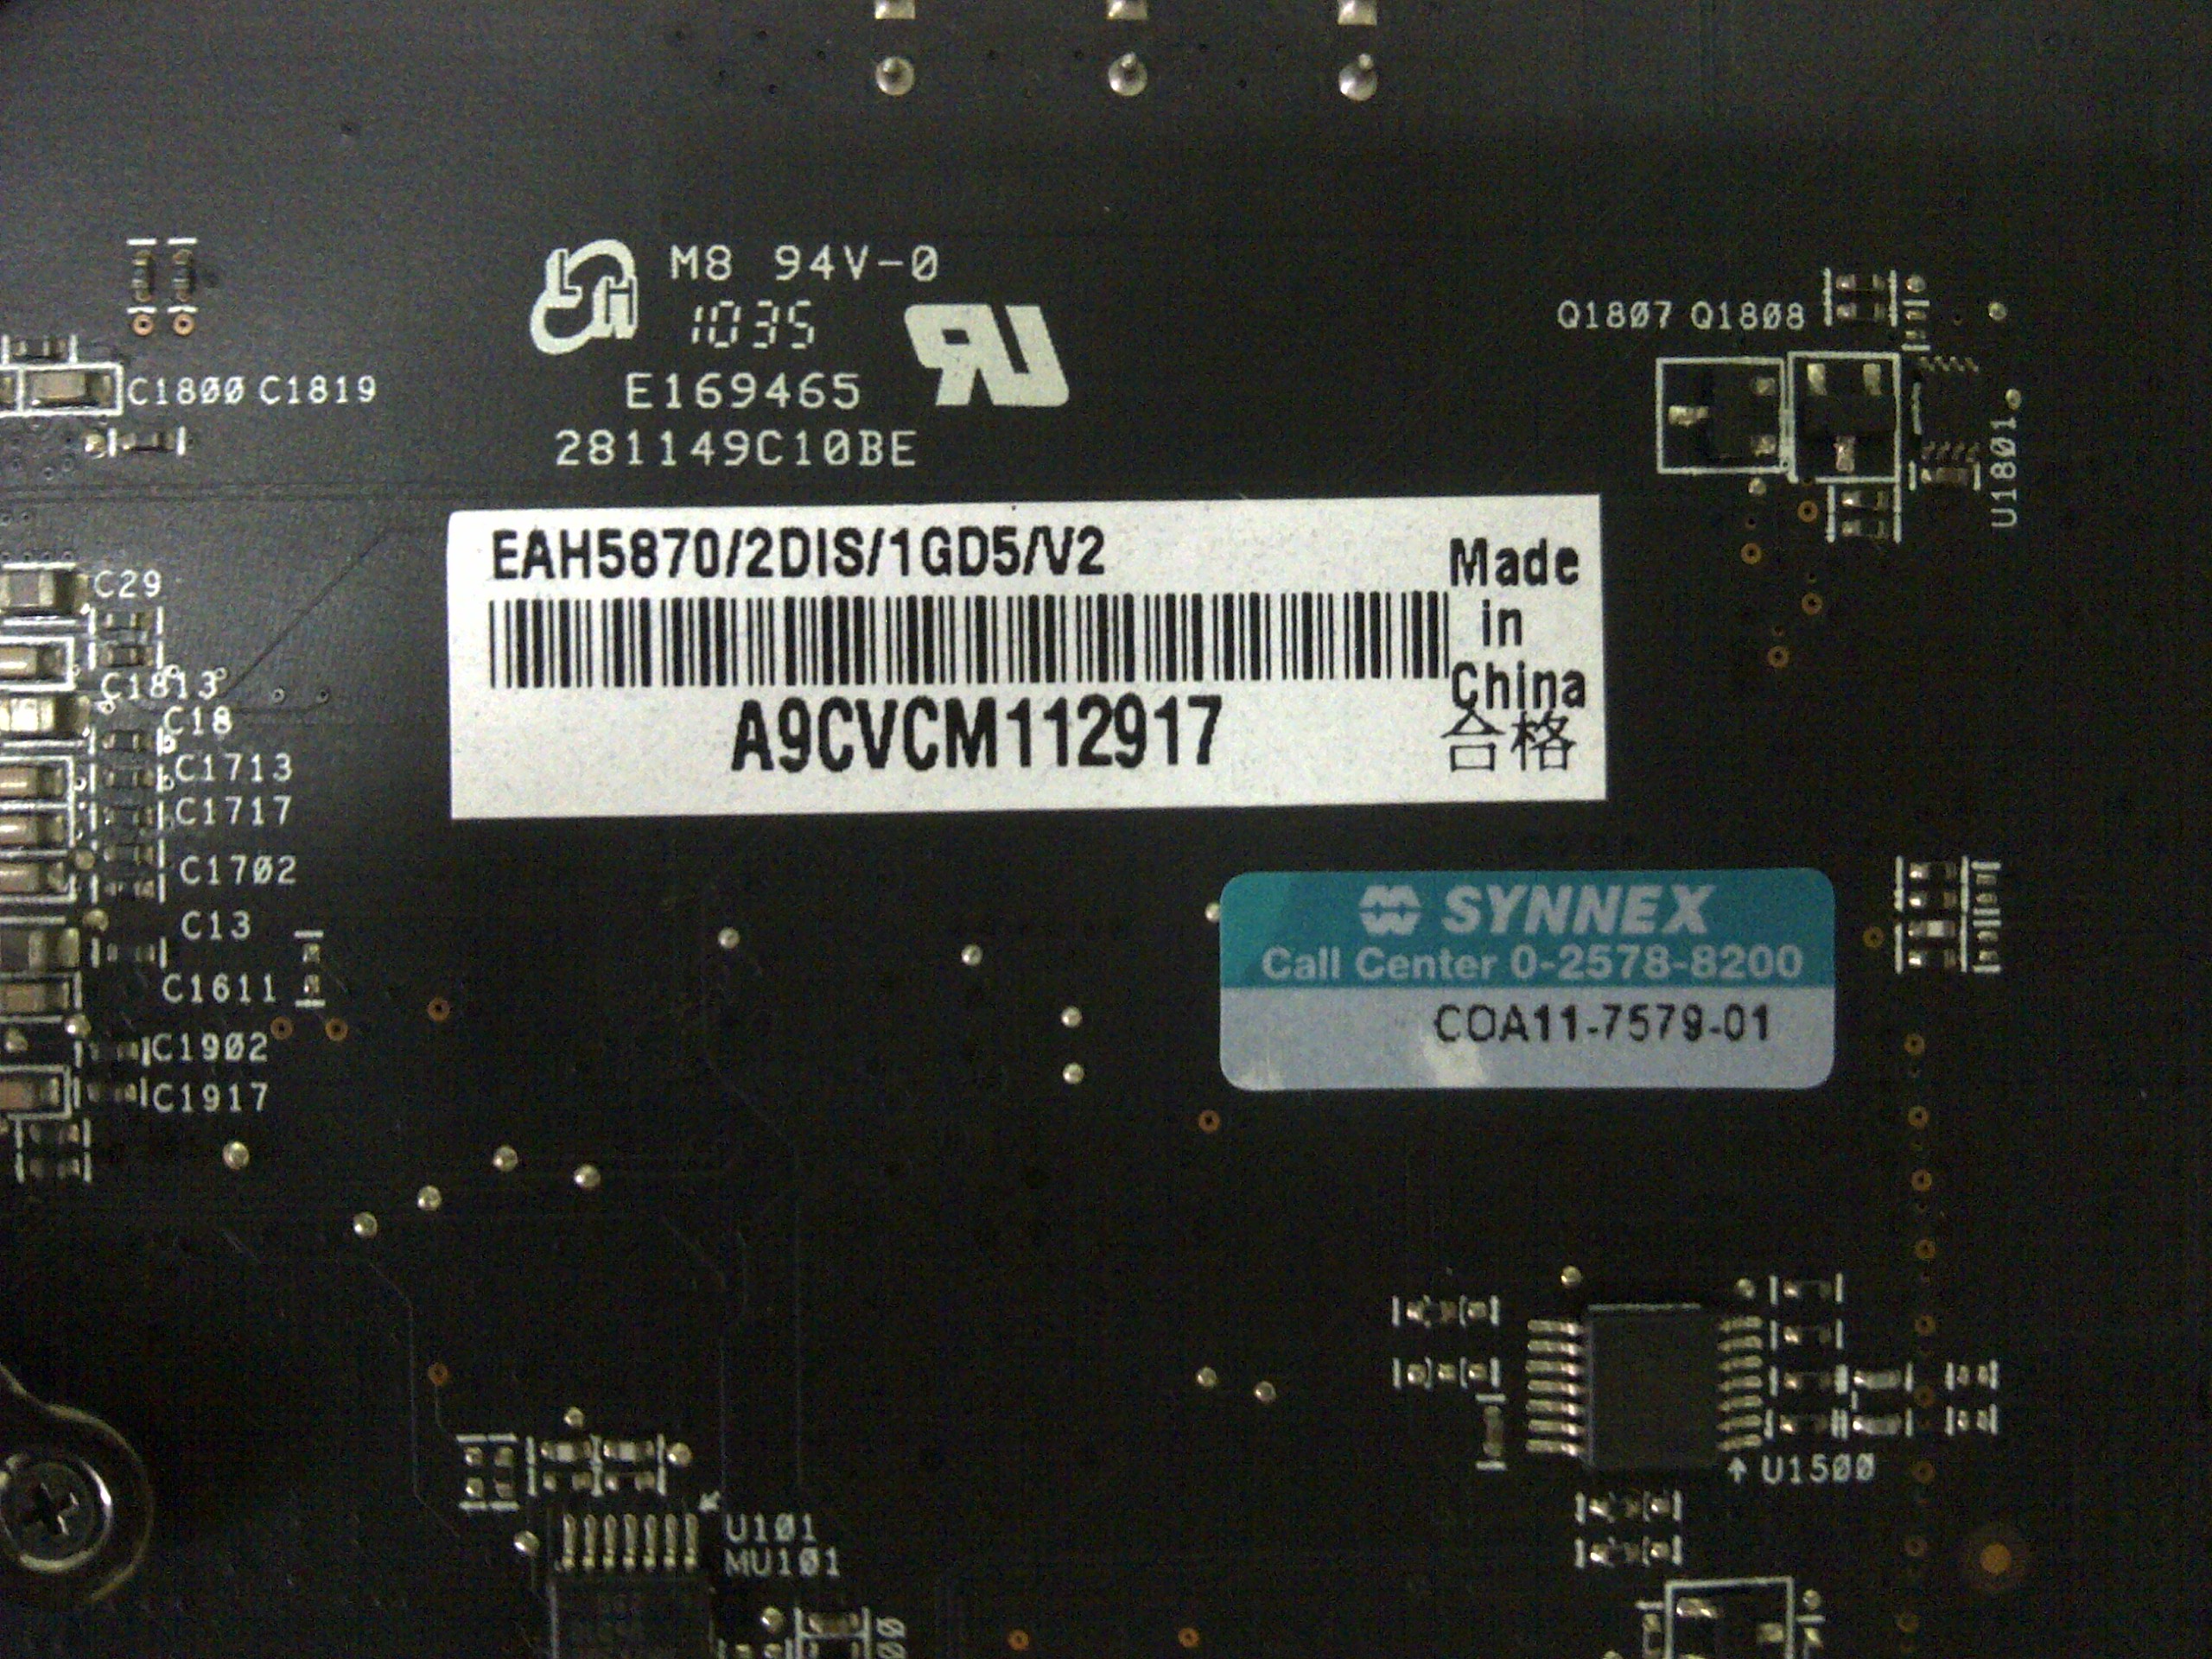 M8 94V-0
1035
E169465
281149C10BE
Q1807 Q1808
U1801
C1800 C1819
EAH5870/2DIS/1GD5/V2
Made
in
China
合格
A9CVCM112917
C29
C1813
C18
C1713
C1717
C1702
C13
C1611
C1902
C1917
SYNNEX
Call Center 0-2578-8200
COA11-7579-01
U1500
U101
MU101